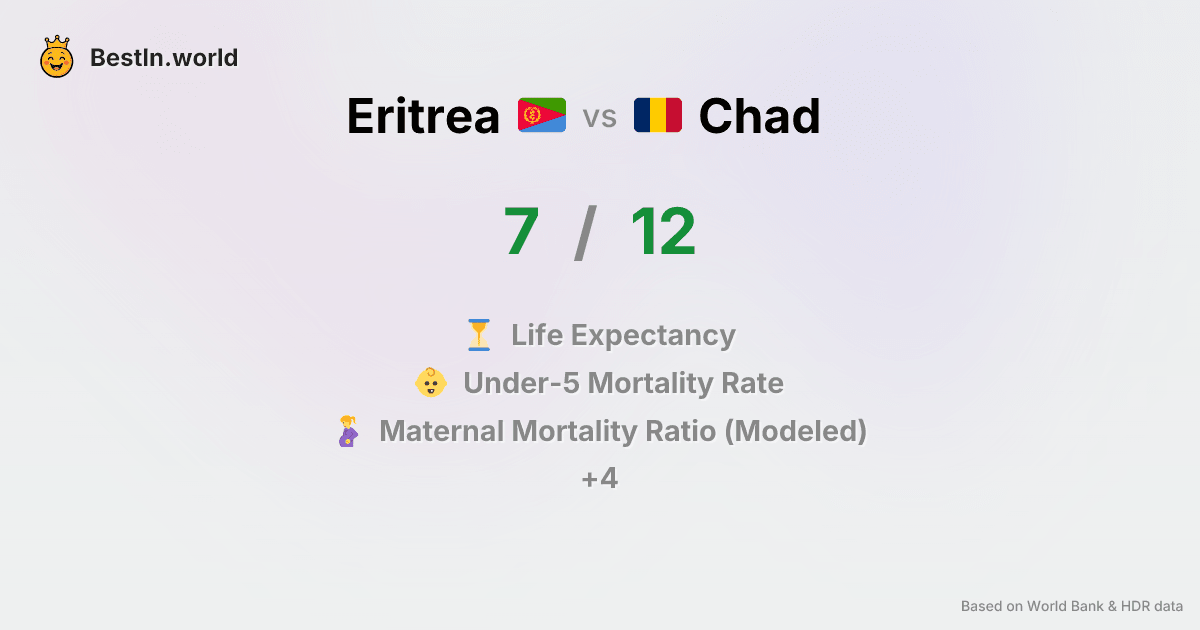 BestIn.world
Eritrea vs Chad
7 / 12
Life Expectancy
Under-5 Mortality Rate
Maternal Mortality Ratio (Modeled)
+4
Based on World Bank & HDR data